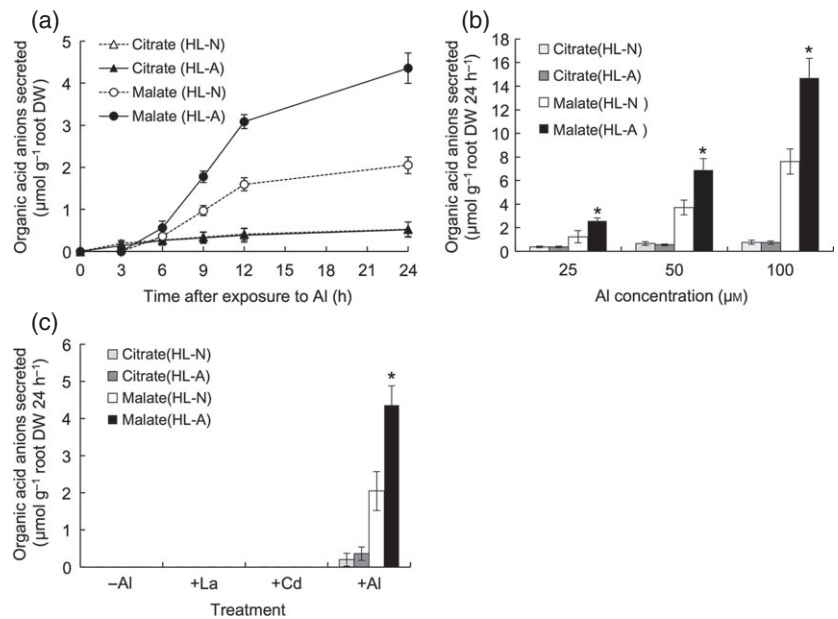 (a)
Organic acid anions secreted
(µmol g⁻¹ root DW)
5
4
3
2
1
0
Citrate (HL-N)
Citrate (HL-A)
Malate (HL-N)
Malate (HL-A)
0 3 6 9 12 15 18 21 24
Time after exposure to Al (h)
(b)
Organic acid anions secreted
(µmol g⁻¹ root DW 24 h⁻¹)
18
16
14
12
10
8
6
4
2
0
Citrate(HL-N)
Citrate(HL-A)
Malate(HL-N )
Malate(HL-A )
*
*
*
25 50 100
Al concentration (µM)
(c)
Organic acid anions secreted
(µmol g⁻¹ root DW 24 h⁻¹)
6
5
4
3
2
1
0
Citrate(HL-N)
Citrate(HL-A)
Malate(HL-N)
Malate(HL-A)
*
–Al +La +Cd +Al
Treatment